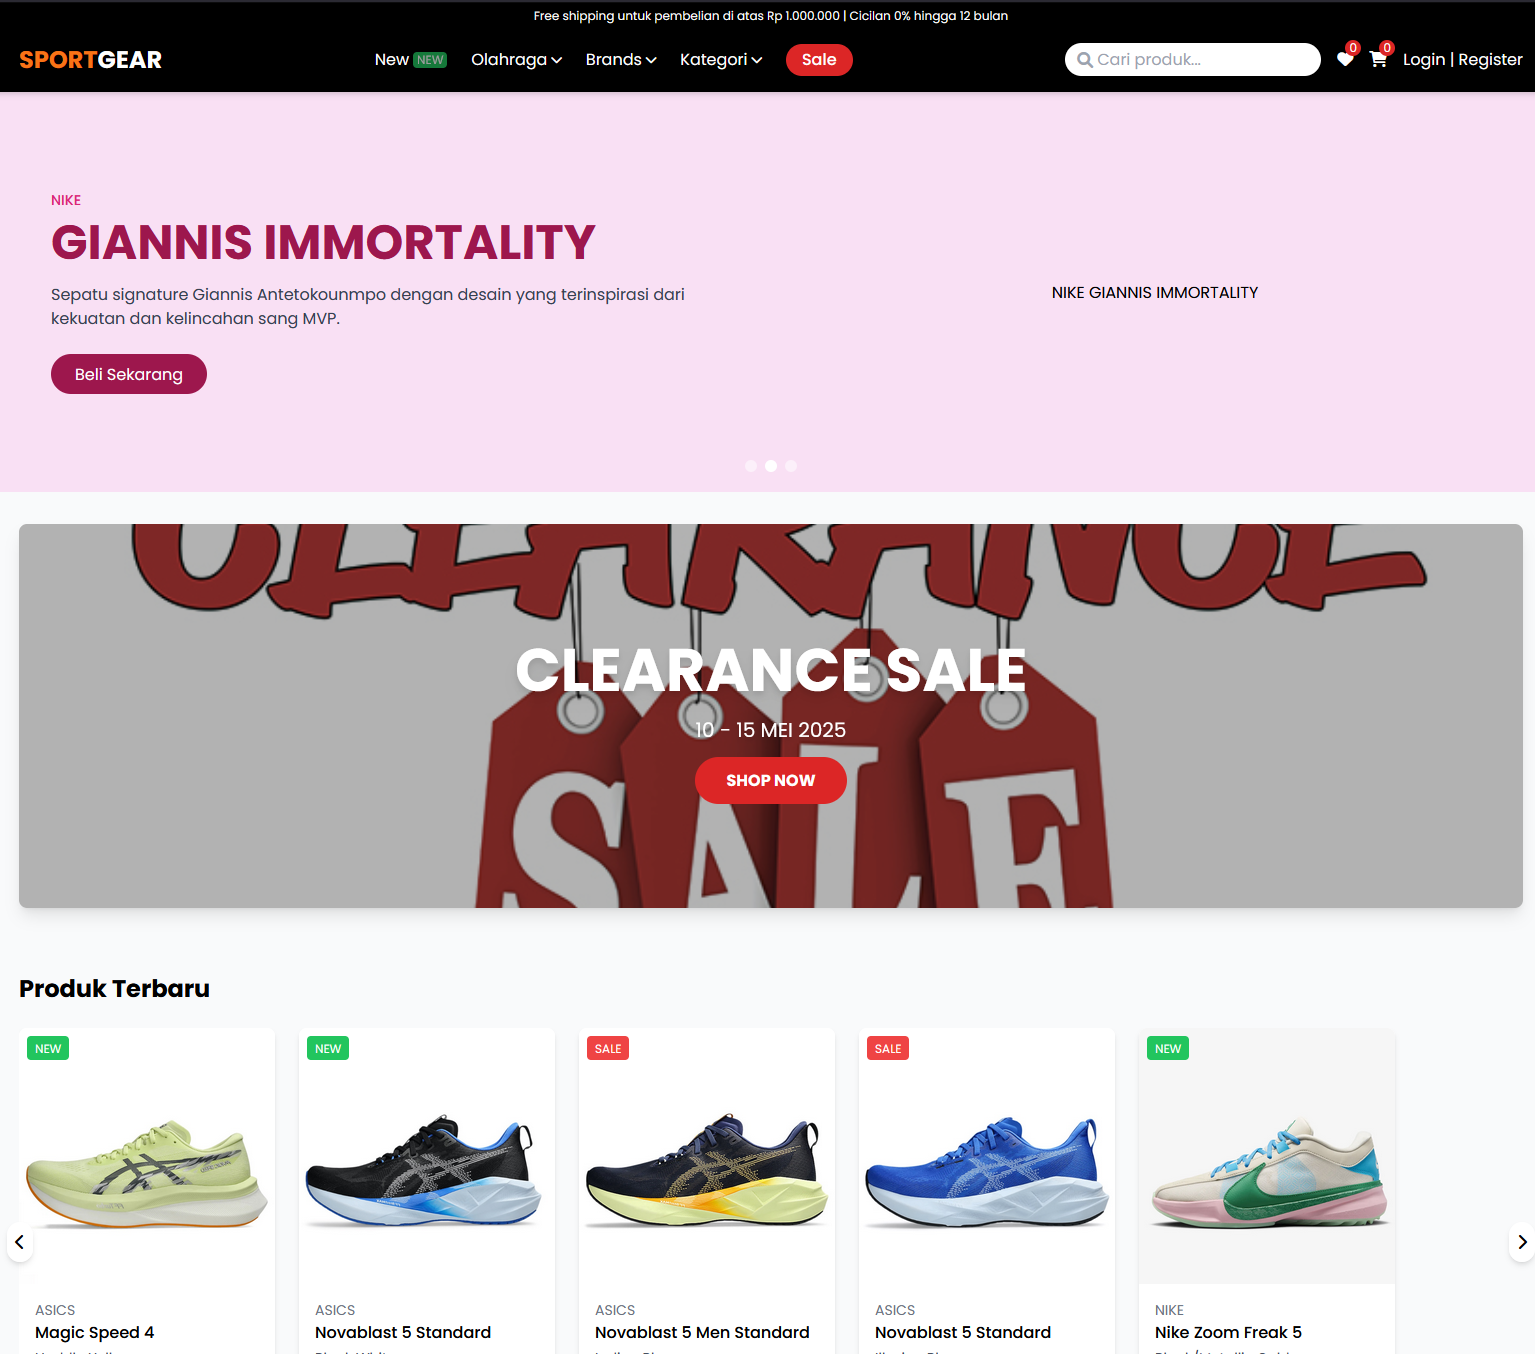 Free shipping untuk pembelian di atas Rp 1.000.000 | Cicilan 0% hingga 12 bulan
SPORTGEAR
New NEW
Olahraga
Brands
Kategori
Sale
Cari produk...
0
0
Login | Register
NIKE
GIANNIS IMMORTALITY
Sepatu signature Giannis Antetokounmpo dengan desain yang terinspirasi dari
kekuatan dan kelincahan sang MVP.
Beli Sekarang
NIKE GIANNIS IMMORTALITY
CLEARANCE
SALE
CLEARANCE SALE
10 - 15 MEI 2025
SHOP NOW
Produk Terbaru
NEW
ASICS
Magic Speed 4
NEW
ASICS
Novablast 5 Standard
SALE
ASICS
Novablast 5 Men Standard
SALE
ASICS
Novablast 5 Standard
NEW
NIKE
Nike Zoom Freak 5